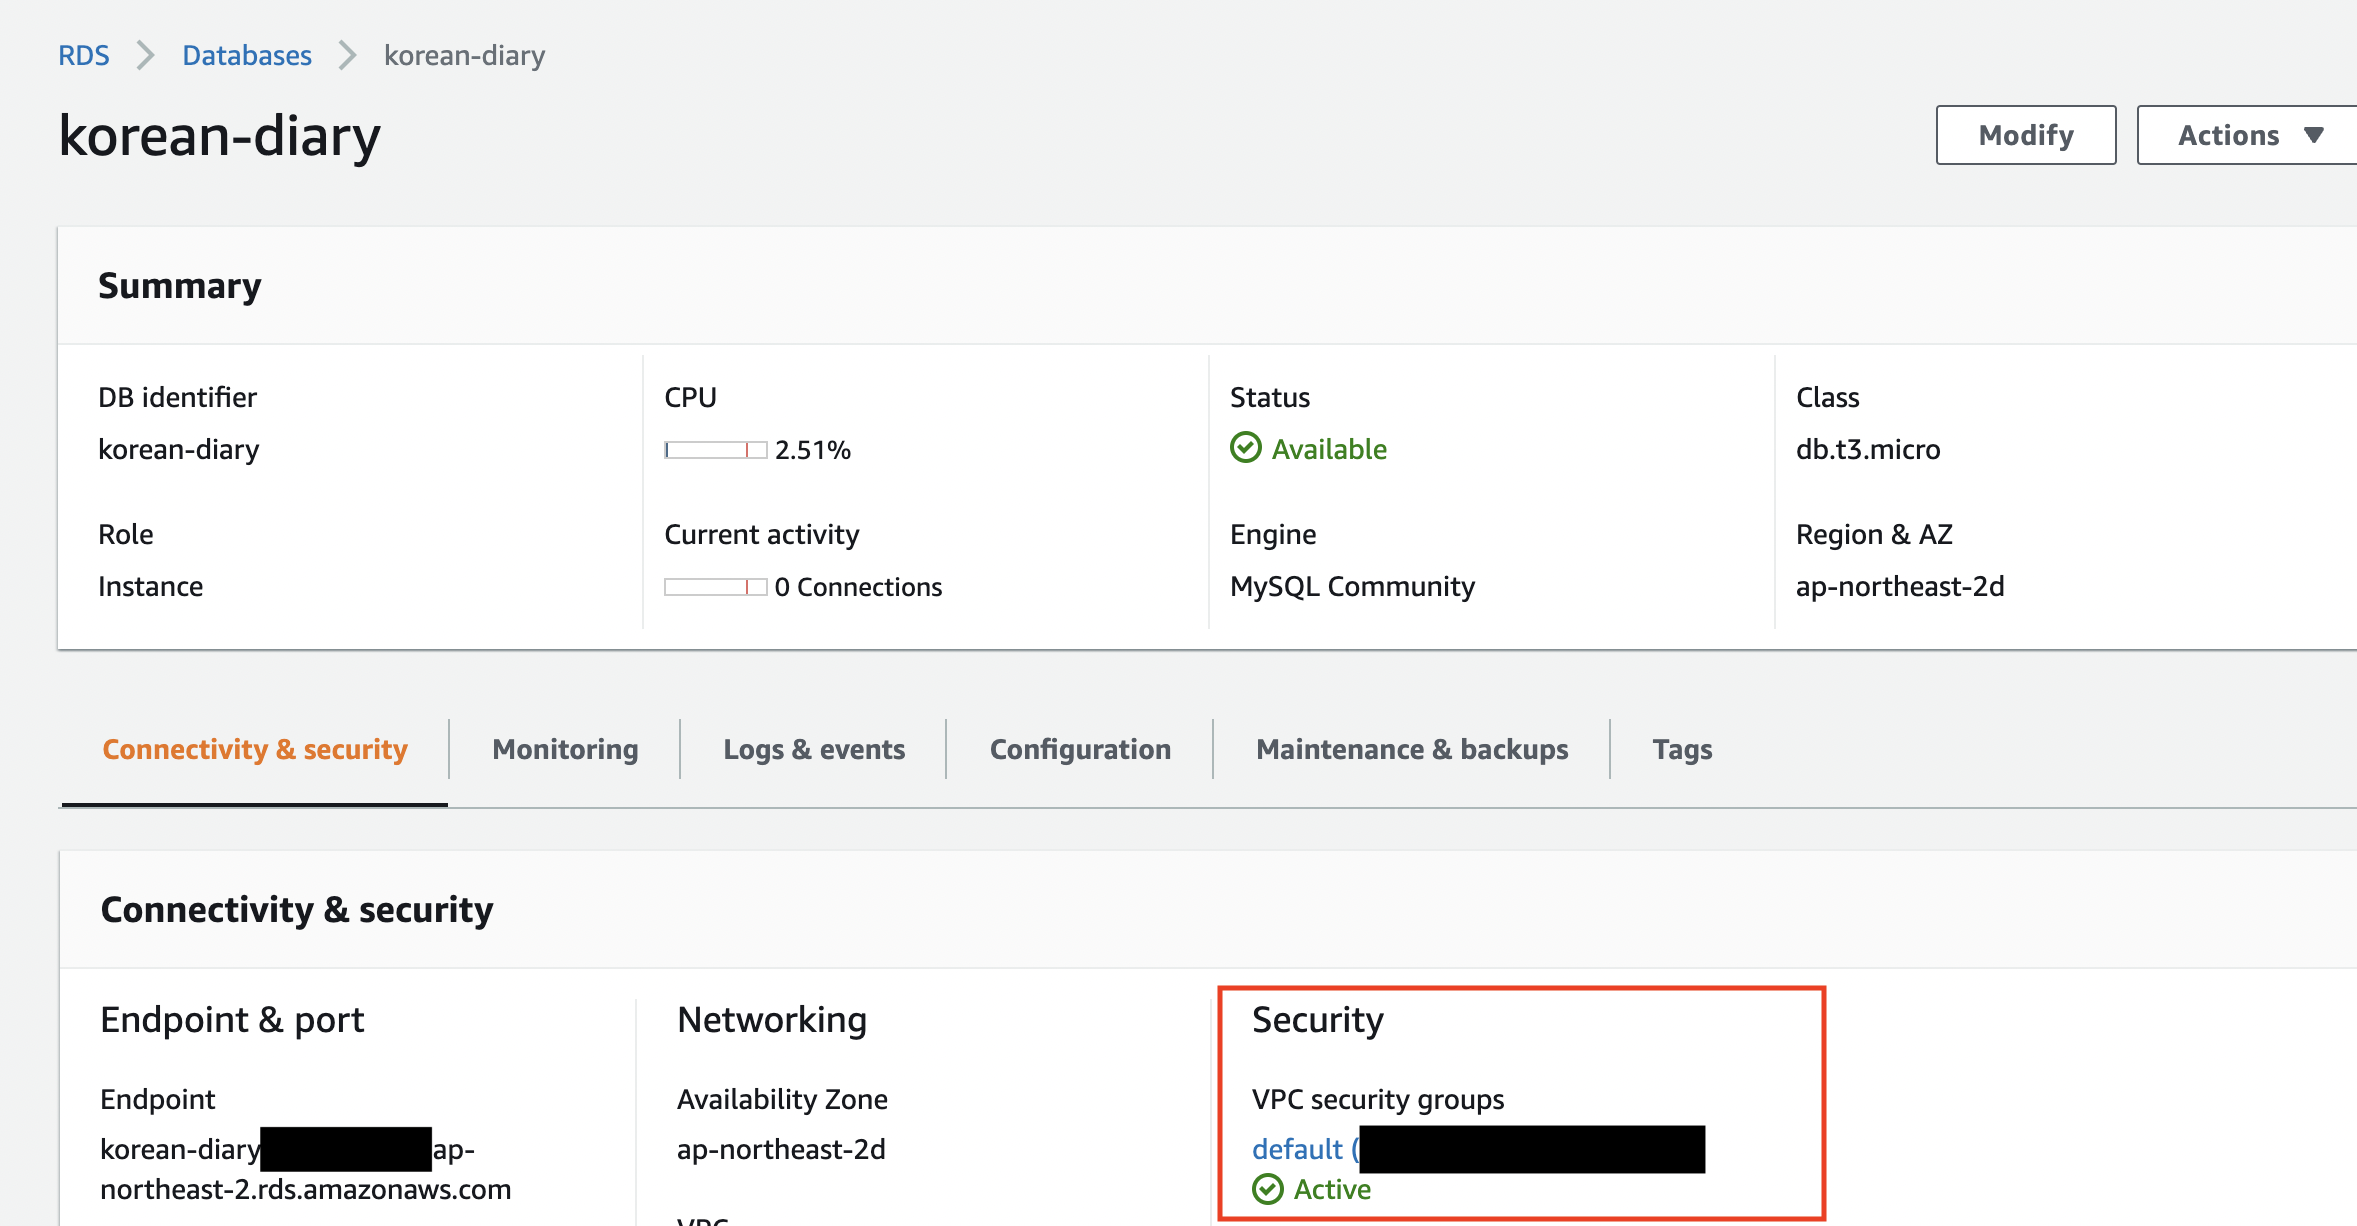 RDS > Databases > korean-diary
korean-diary
Modify
Actions
Summary
DB identifier
korean-diary
CPU
2.51%
Status
Available
Class
db.t3.micro
Role
Instance
Current activity
0 Connections
Engine
MySQL Community
Region & AZ
ap-northeast-2d
Connectivity & security
Monitoring
Logs & events
Configuration
Maintenance & backups
Tags
Connectivity & security
Endpoint & port
Endpoint
korean-diary ap-
northeast-2.rds.amazonaws.com
Networking
Availability Zone
ap-northeast-2d
VPC
Security
VPC security groups
default (
Active